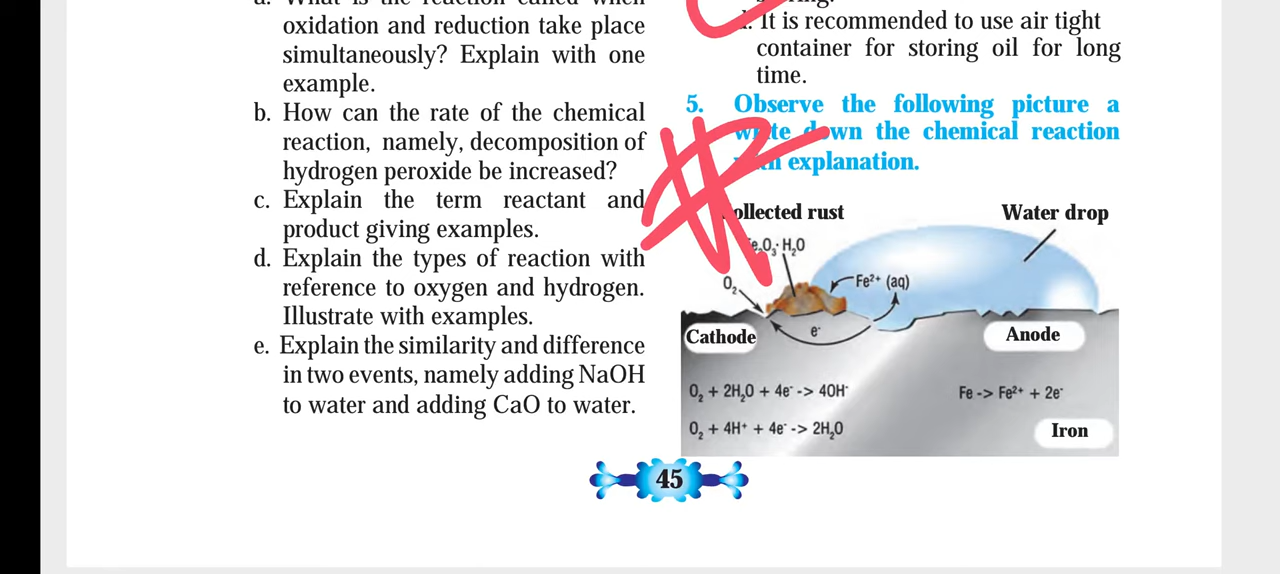 a. What is the reaction called when
oxidation and reduction take place
simultaneously? Explain with one
example.
b. How can the rate of the chemical
reaction, namely, decomposition of
hydrogen peroxide be increased?
c. Explain the term reactant and
product giving examples.
d. Explain the types of reaction with
reference to oxygen and hydrogen.
Illustrate with examples.
e. Explain the similarity and difference
in two events, namely adding NaOH
to water and adding CaO to water.
It is recommended to use air tight
container for storing oil for long
time.
5. Observe the following picture a
write down the chemical reaction
explanation.
ollected rust
Water drop
e₂O₃·H₂O
O₂
Fe²⁺ (aq)
Cathode
e⁻
Anode
O₂ + 2H₂O + 4e⁻ -> 4OH⁻
Fe -> Fe²⁺ + 2e⁻
O₂ + 4H⁺ + 4e⁻ -> 2H₂O
Iron
45